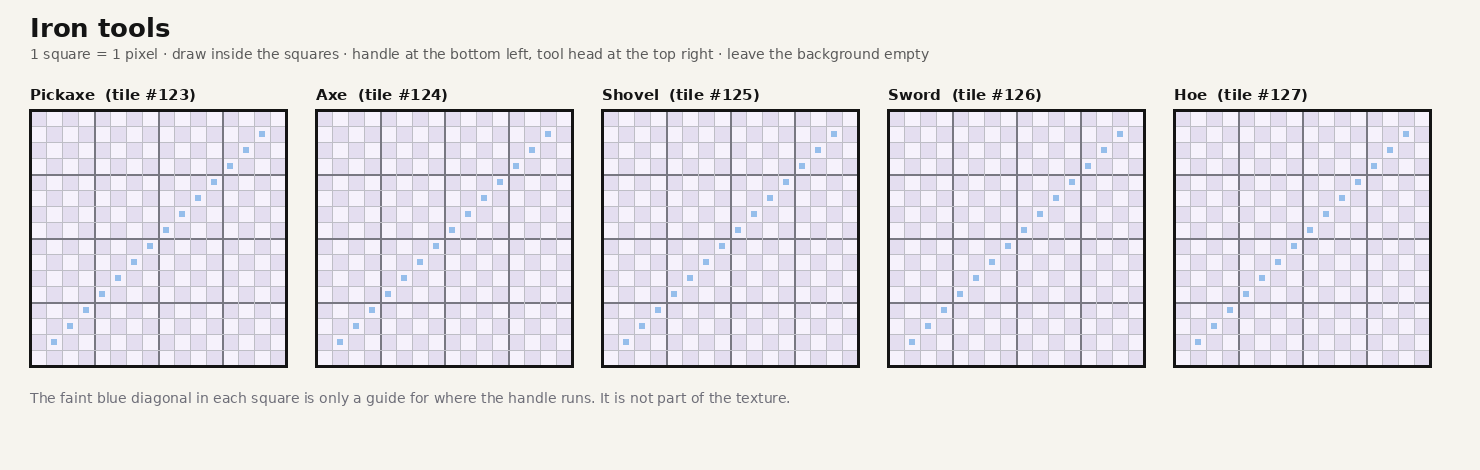 Iron tools
1 square = 1 pixel · draw inside the squares · handle at the bottom left, tool head at the top right · leave the background empty
Pickaxe (tile #123)
Axe (tile #124)
Shovel (tile #125)
Sword (tile #126)
Hoe (tile #127)
The faint blue diagonal in each square is only a guide for where the handle runs. It is not part of the texture.